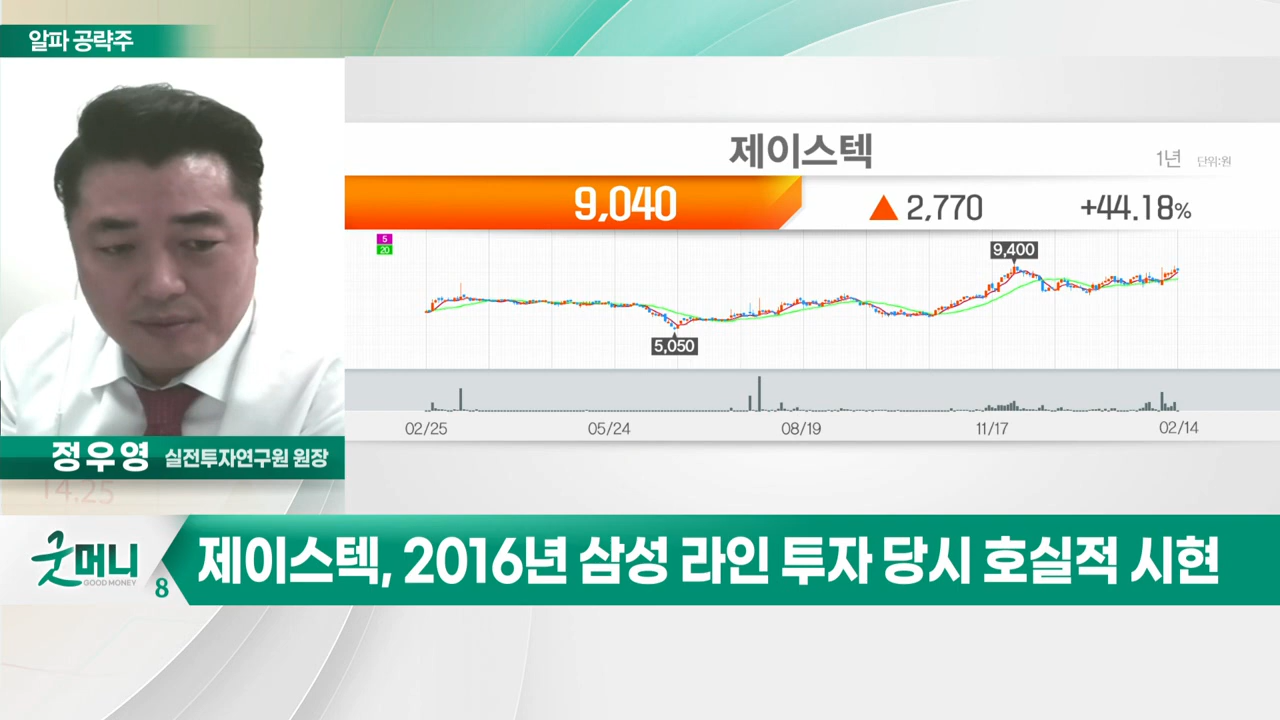 알파 공략주
제이스텍
1년 단위:원
9,040
▲ 2,770
+44.18%
5
20
9,400
5,050
02/25
05/24
08/19
11/17
02/14
정우영 실전투자연구원 원장
14.25
굿머니
GOOD MONEY
8
제이스텍, 2016년 삼성 라인 투자 당시 호실적 시현